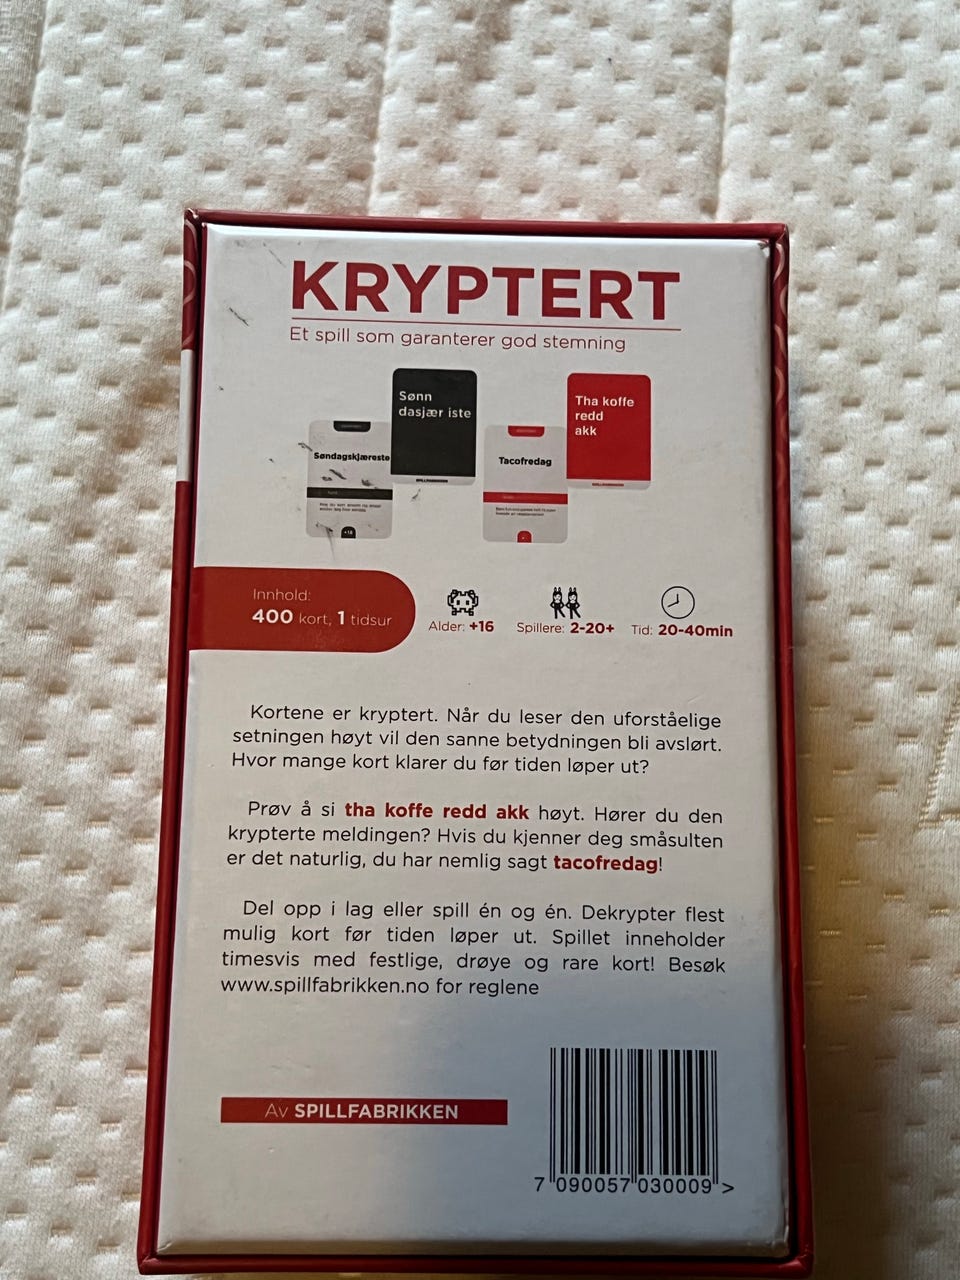 KRYPTERT
Et spill som garanterer god stemning
Sønn
dasjær iste
Søndagskjæreste
+18
SPILLFABRIKKEN
Tha koffe
redd
akk
Tacofredag
SPILLFABRIKKEN
Innhold:
400 kort, 1 tidsur
Alder: +16
Spillere: 2-20+
Tid: 20-40min
Kortene er kryptert. Når du leser den uforståelige
setningen høyt vil den sanne betydningen bli avslørt.
Hvor mange kort klarer du før tiden løper ut?
Prøv å si tha koffe redd akk høyt. Hører du den
krypterte meldingen? Hvis du kjenner deg småsulten
er det naturlig, du har nemlig sagt tacofredag!
Del opp i lag eller spill én og én. Dekrypter flest
mulig kort før tiden løper ut. Spillet inneholder
timesvis med festlige, drøye og rare kort! Besøk
www.spillfabrikken.no for reglene
Av SPILLFABRIKKEN
7 090057 030009 >